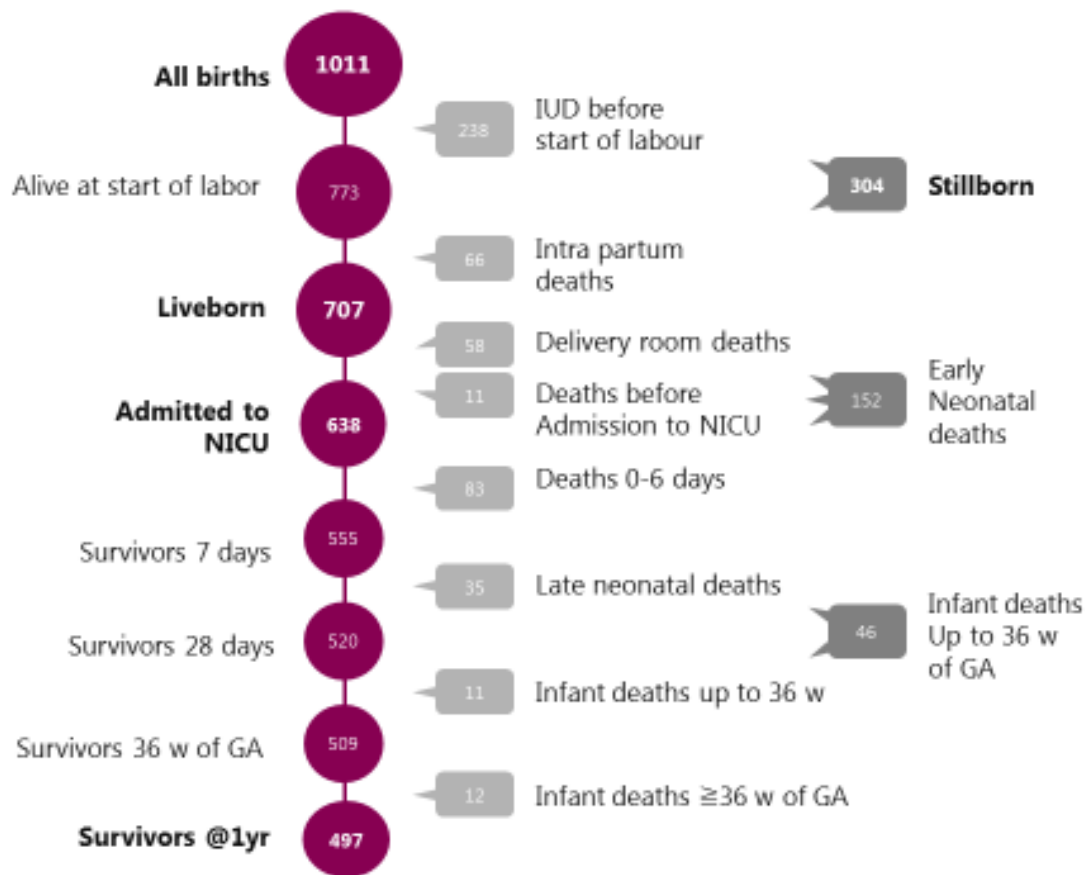 All births
1011
238
IUD before
start of labour
Alive at start of labor
773
304
Stillborn
66
Intra partum
deaths
Liveborn
707
58
Delivery room deaths
11
Deaths before
Admission to NICU
152
Early
Neonatal
deaths
Admitted to
NICU
638
83
Deaths 0-6 days
Survivors 7 days
555
35
Late neonatal deaths
46
Infant deaths
Up to 36 w
of GA
Survivors 28 days
520
11
Infant deaths up to 36 w
Survivors 36 w of GA
509
12
Infant deaths ≧36 w of GA
Survivors @1yr
497